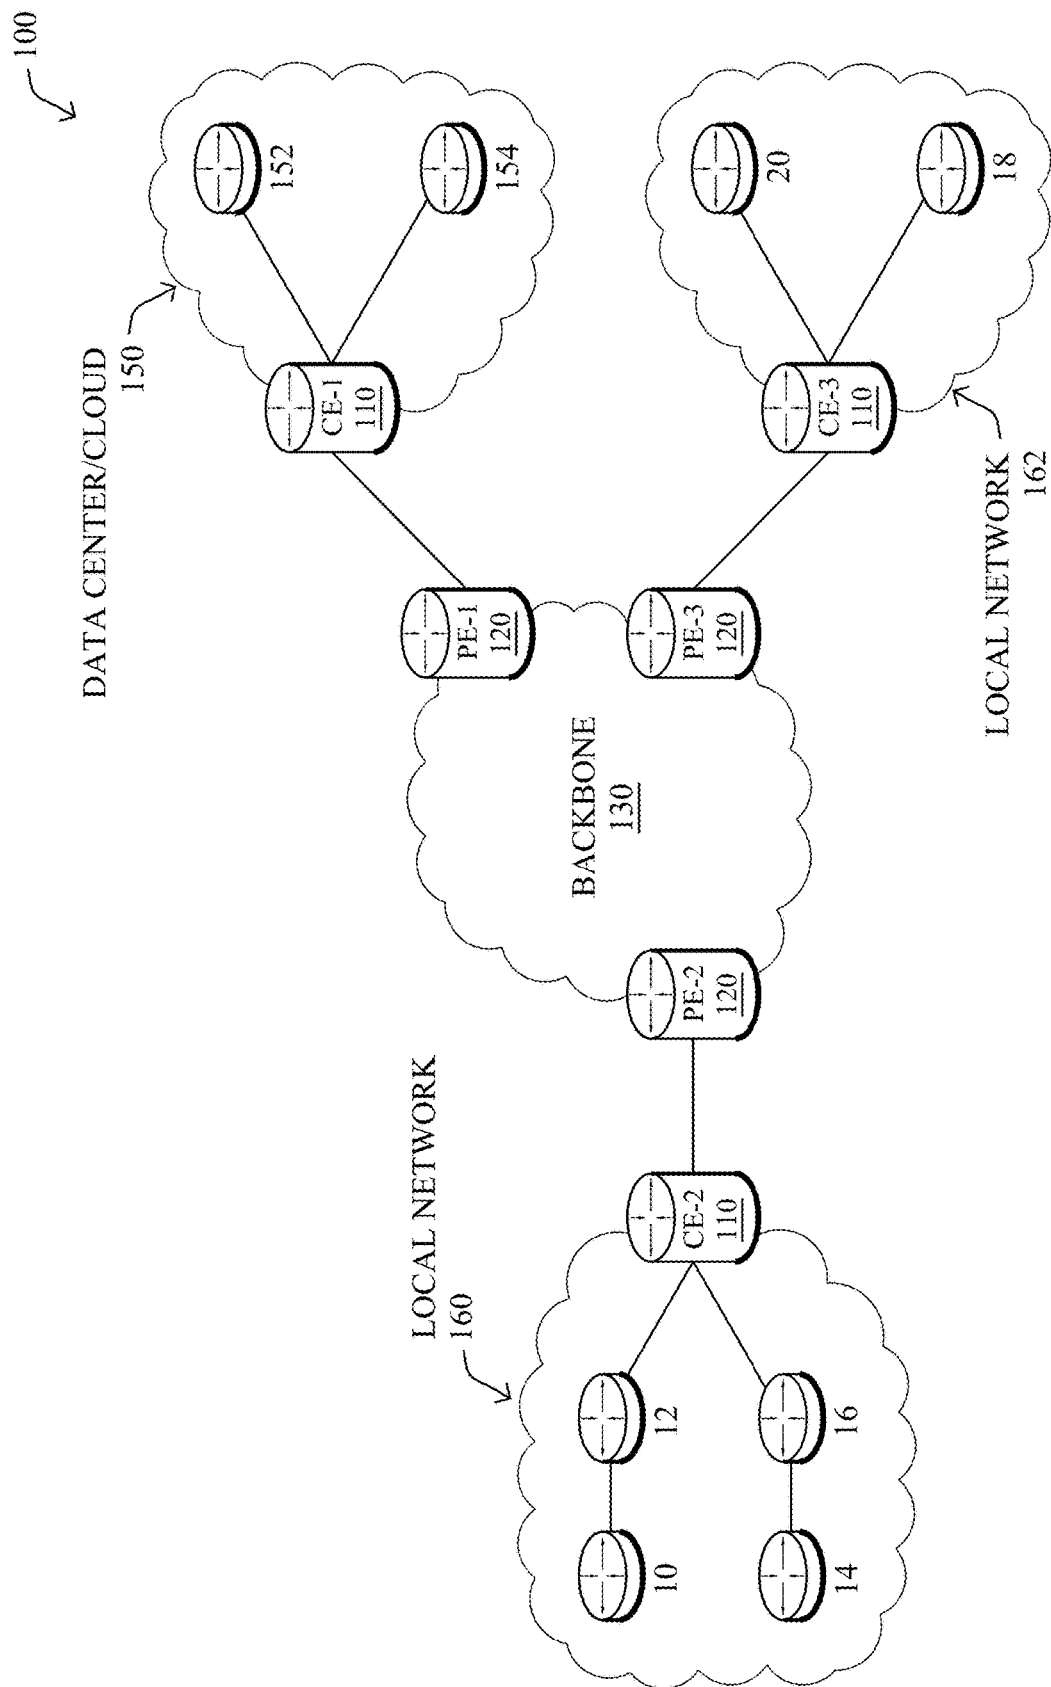 100
DATA CENTER/CLOUD
150
152
154
CE-1
110
PE-1
120
BACKBONE
130
PE-3
120
CE-3
110
20
18
LOCAL NETWORK
162
PE-2
120
CE-2
110
LOCAL NETWORK
160
12
10
16
14